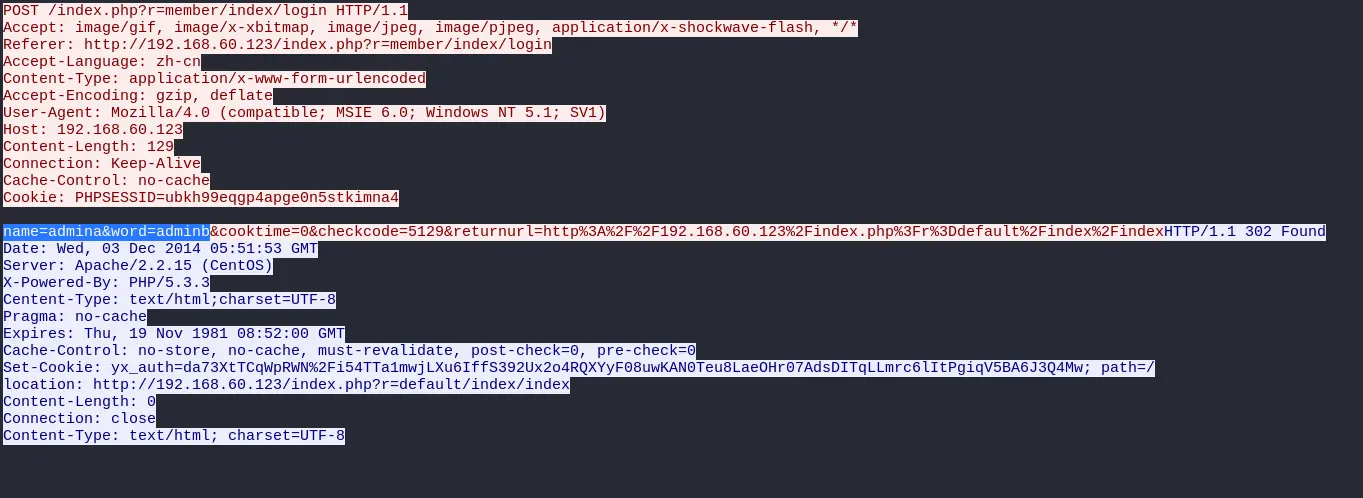 POST /index.php?r=member/index/login HTTP/1.1
Accept: image/gif, image/x-xbitmap, image/jpeg, image/pjpeg, application/x-shockwave-flash, */*
Referer: http://192.168.60.123/index.php?r=member/index/login
Accept-Language: zh-cn
Content-Type: application/x-www-form-urlencoded
Accept-Encoding: gzip, deflate
User-Agent: Mozilla/4.0 (compatible; MSIE 6.0; Windows NT 5.1; SV1)
Host: 192.168.60.123
Content-Length: 129
Connection: Keep-Alive
Cache-Control: no-cache
Cookie: PHPSESSID=ubkh99eqgp4apge0n5stkimna4
name=admina&word=adminb&cooktime=0&checkcode=5129&returnurl=http%3A%2F%2F192.168.60.123%2Findex.php%3Fr%3Ddefault%2Findex%2FindexHTTP/1.1 302 Found
Date: Wed, 03 Dec 2014 05:51:53 GMT
Server: Apache/2.2.15 (CentOS)
X-Powered-By: PHP/5.3.3
Centent-Type: text/html;charset=UTF-8
Pragma: no-cache
Expires: Thu, 19 Nov 1981 08:52:00 GMT
Cache-Control: no-store, no-cache, must-revalidate, post-check=0, pre-check=0
Set-Cookie: yx_auth=da73XtTCqWpRWN%2Fi54TTa1mwjLXu6IffS392Ux2o4RQXYyF08uwKAN0Teu8LaeOHr07AdsDITqLLmrc6lItPgiqV5BA6J3Q4Mw; path=/
location: http://192.168.60.123/index.php?r=default/index/index
Content-Length: 0
Connection: close
Content-Type: text/html; charset=UTF-8